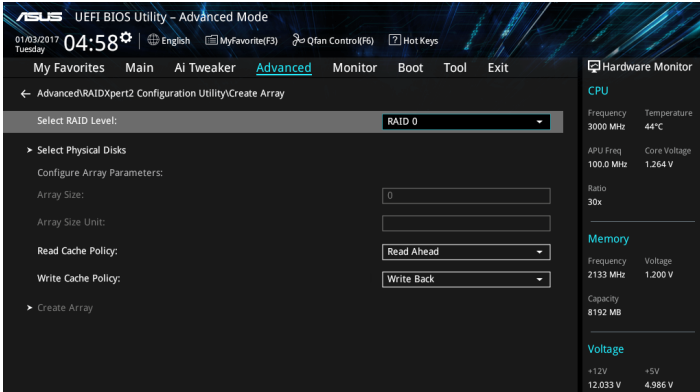 ASUS UEFI BIOS Utility – Advanced Mode
01/03/2017 Tuesday 04:58 English MyFavorite(F3) Qfan Control(F6) ? Hot Keys
My Favorites Main Ai Tweaker Advanced Monitor Boot Tool Exit
Hardware Monitor
← Advanced\RAIDXpert2 Configuration Utility\Create Array
Select RAID Level: RAID 0
> Select Physical Disks
Configure Array Parameters:
Array Size: 0
Array Size Unit:
Read Cache Policy: Read Ahead
Write Cache Policy: Write Back
> Create Array
CPU
Frequency Temperature
3000 MHz 44°C
APU Freq Core Voltage
100.0 MHz 1.264 V
Ratio
30x
Memory
Frequency Voltage
2133 MHz 1.200 V
Capacity
8192 MB
Voltage
+12V +5V
12.033 V 4.986 V